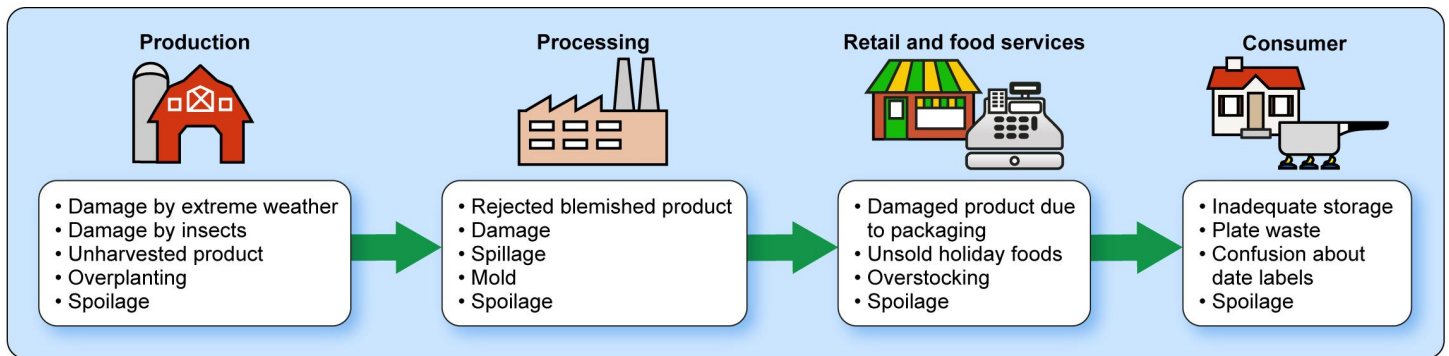 Production
• Damage by extreme weather
• Damage by insects
• Unharvested product
• Overplanting
• Spoilage
Processing
• Rejected blemished product
• Damage
• Spillage
• Mold
• Spoilage
Retail and food services
• Damaged product due
to packaging
• Unsold holiday foods
• Overstocking
• Spoilage
Consumer
• Inadequate storage
• Plate waste
• Confusion about
date labels
• Spoilage